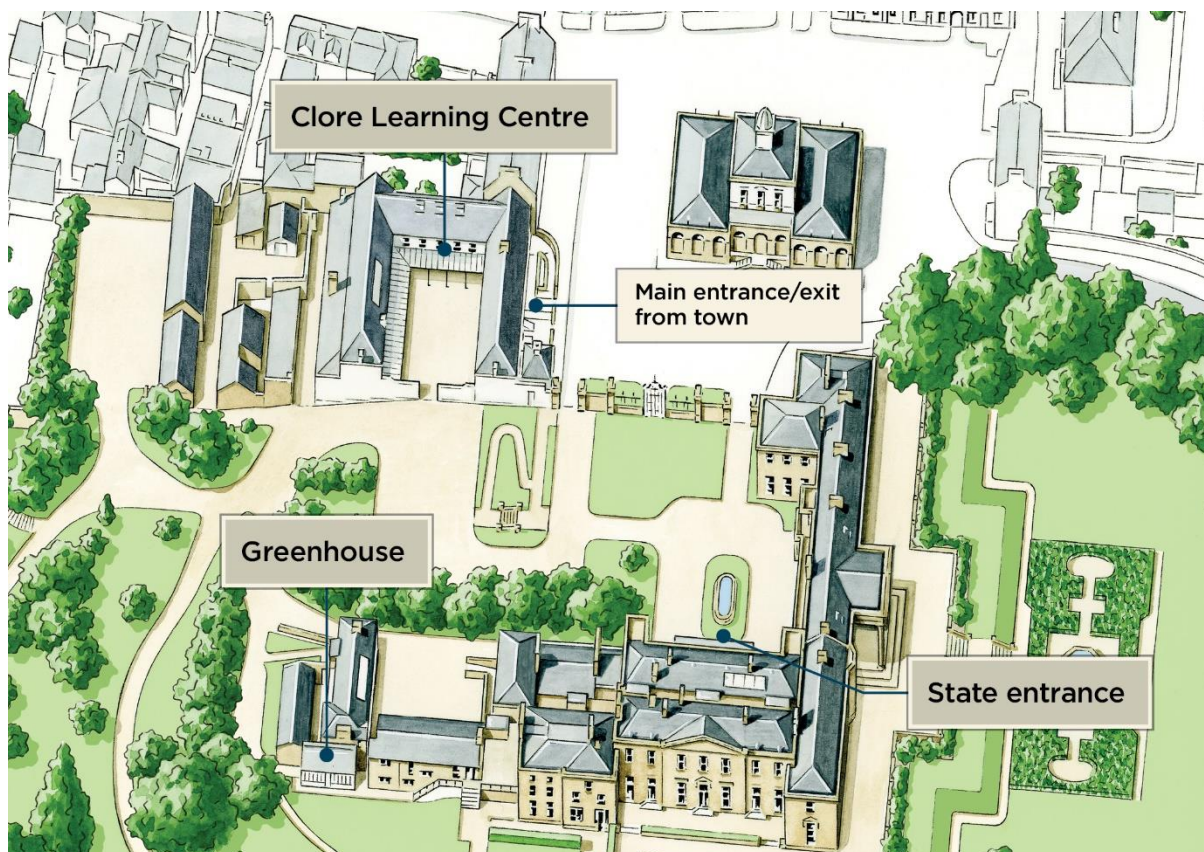 Clore Learning Centre
Main entrance/exit
from town
Greenhouse
State entrance